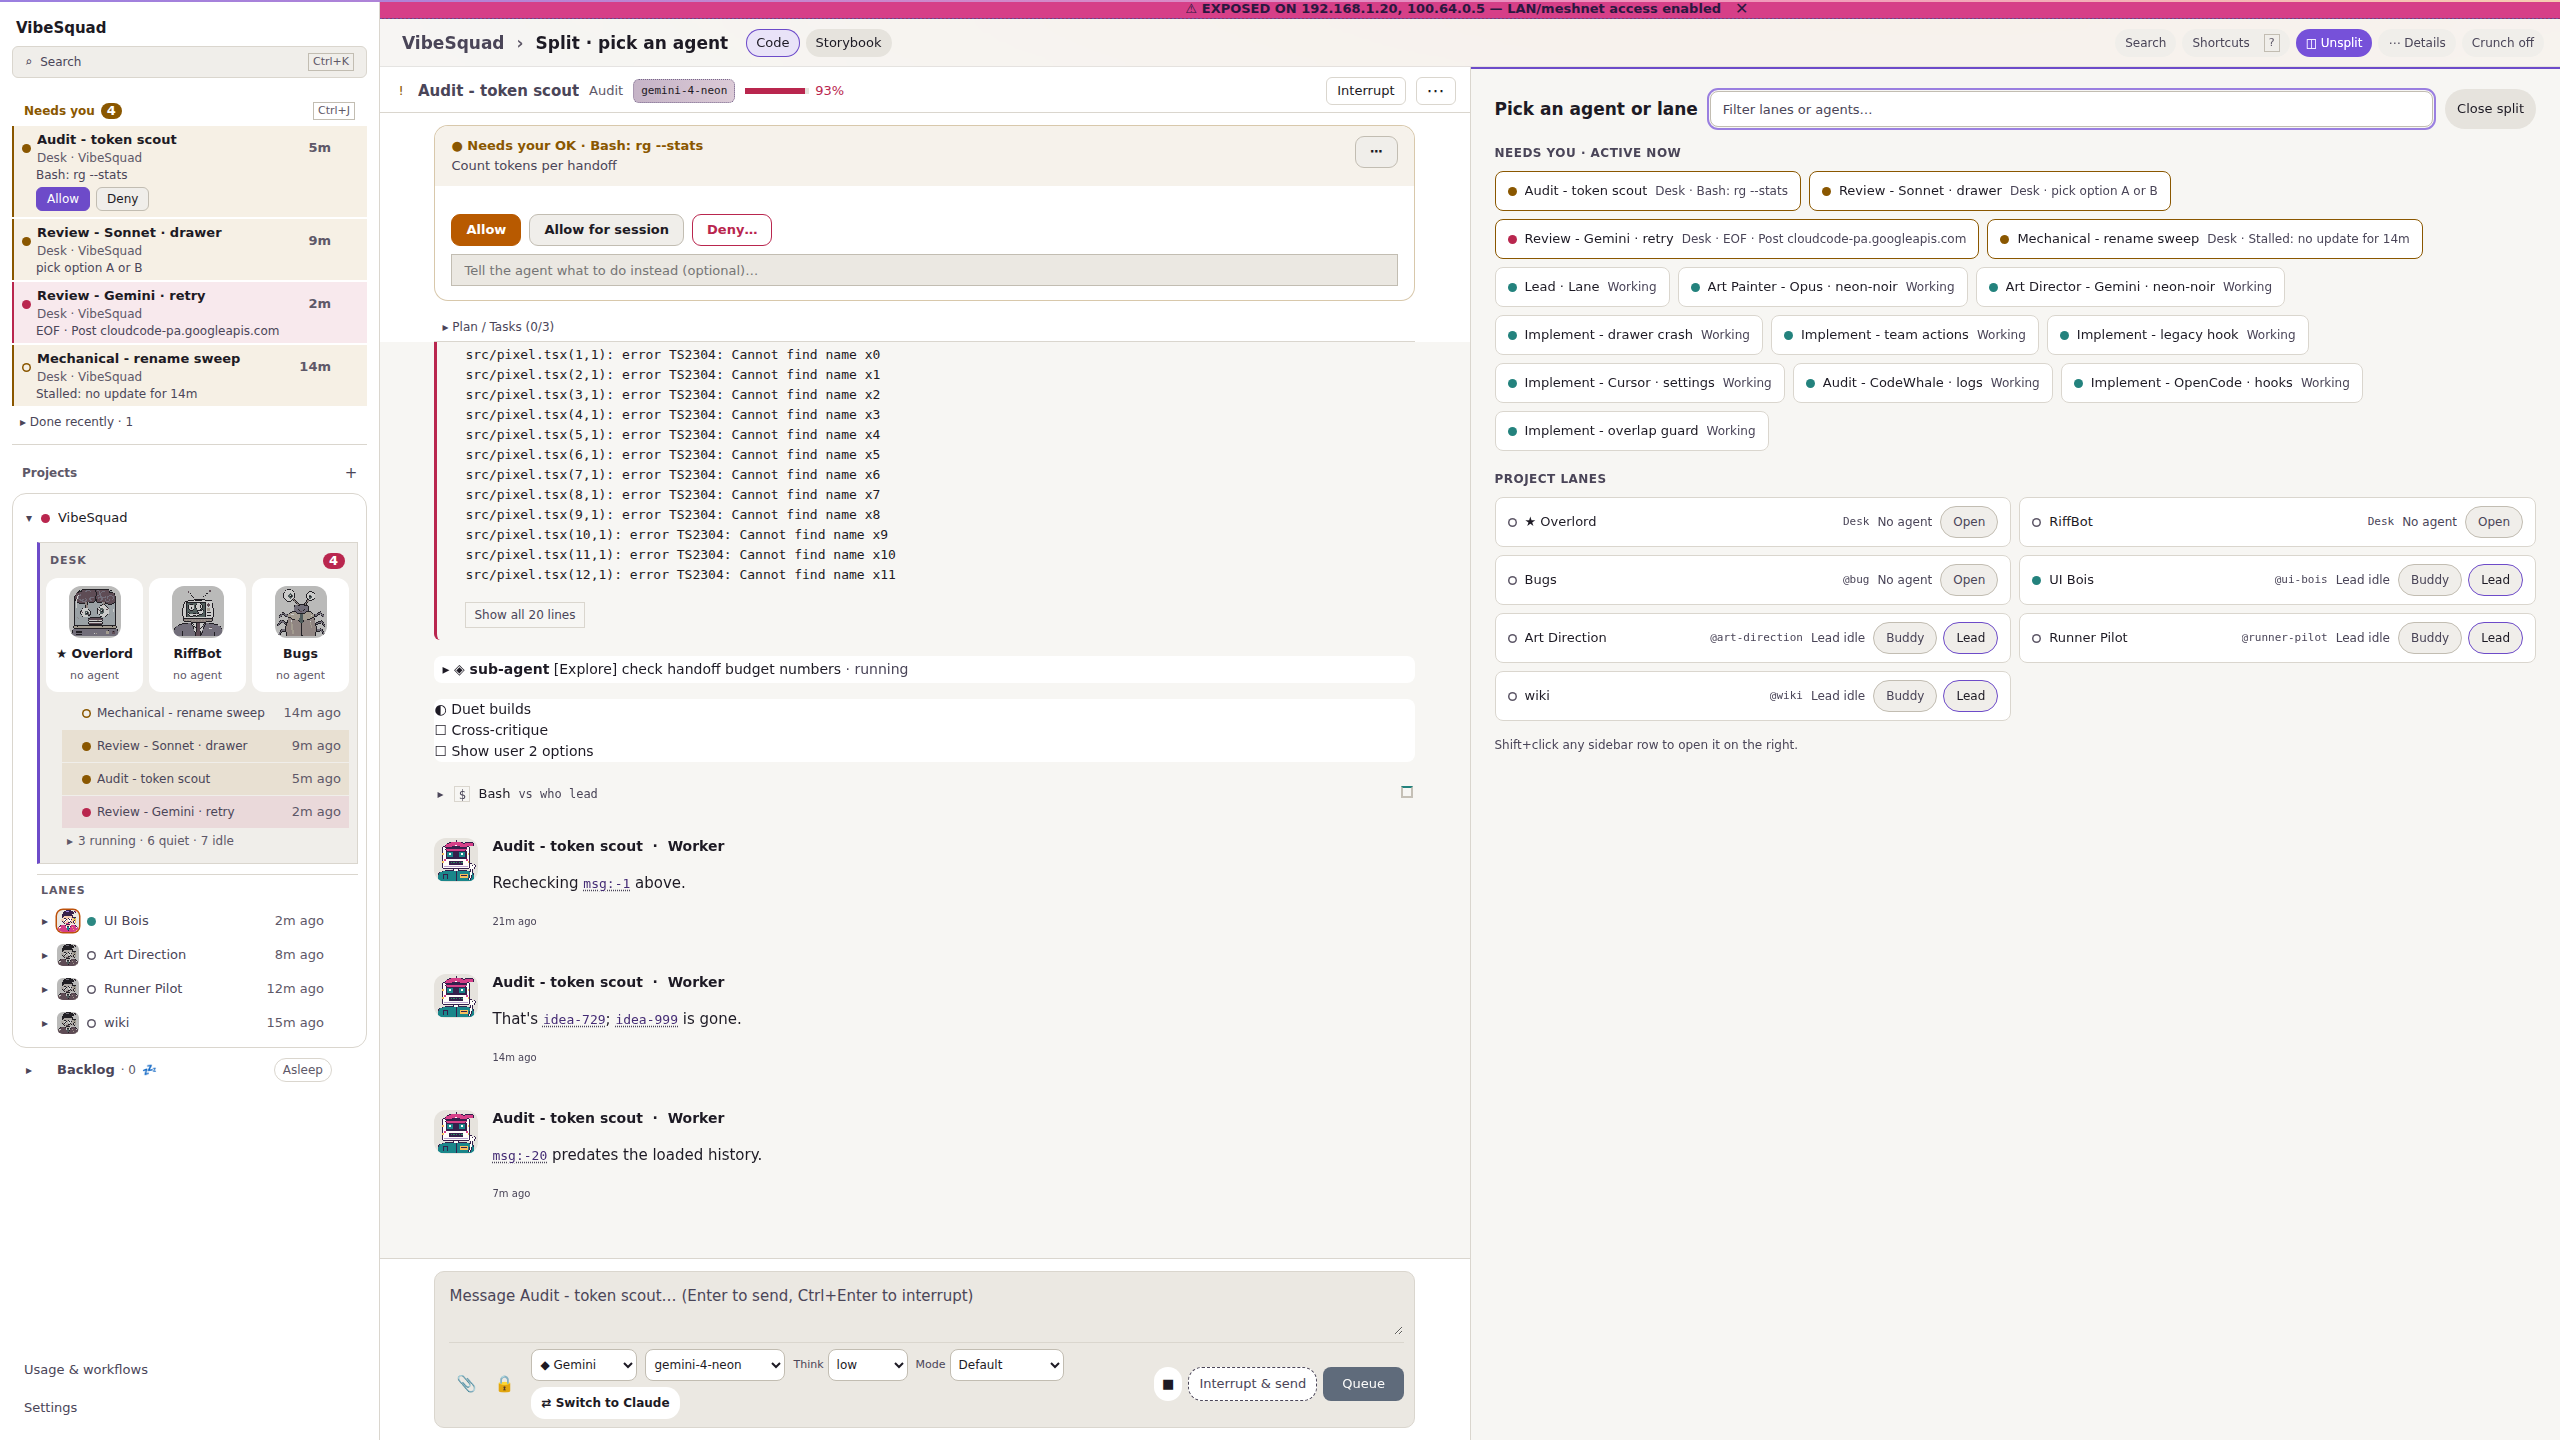 VibeSquad
⌕ Search Ctrl+K
Needs you 4 Ctrl+J
Audit - token scout 5m
Desk · VibeSquad
Bash: rg --stats
Allow Deny
Review - Sonnet · drawer 9m
Desk · VibeSquad
pick option A or B
Review - Gemini · retry 2m
Desk · VibeSquad
EOF · Post cloudcode-pa.googleapis.com
Mechanical - rename sweep 14m
Desk · VibeSquad
Stalled: no update for 14m
▸ Done recently · 1
Projects +
▾ VibeSquad
DESK 4
★ Overlord RiffBot Bugs
no agent no agent no agent
Mechanical - rename sweep 14m ago
Review - Sonnet · drawer 9m ago
Audit - token scout 5m ago
Review - Gemini · retry 2m ago
▸ 3 running · 6 quiet · 7 idle
LANES
▸ UI Bois 2m ago
▸ Art Direction 8m ago
▸ Runner Pilot 12m ago
▸ wiki 15m ago
▸ Backlog · 0 💤 Asleep
Usage & workflows
Settings
⚠ EXPOSED ON 192.168.1.20, 100.64.0.5 — LAN/meshnet access enabled ✕
VibeSquad › Split · pick an agent Code Storybook
Search Shortcuts ? ◫ Unsplit ⋯ Details Crunch off
! Audit - token scout Audit gemini-4-neon 93% Interrupt ⋯
● Needs your OK · Bash: rg --stats ⋯
Count tokens per handoff
Allow Allow for session Deny…
Tell the agent what to do instead (optional)…
▸ Plan / Tasks (0/3)
src/pixel.tsx(1,1): error TS2304: Cannot find name x0
src/pixel.tsx(2,1): error TS2304: Cannot find name x1
src/pixel.tsx(3,1): error TS2304: Cannot find name x2
src/pixel.tsx(4,1): error TS2304: Cannot find name x3
src/pixel.tsx(5,1): error TS2304: Cannot find name x4
src/pixel.tsx(6,1): error TS2304: Cannot find name x5
src/pixel.tsx(7,1): error TS2304: Cannot find name x6
src/pixel.tsx(8,1): error TS2304: Cannot find name x7
src/pixel.tsx(9,1): error TS2304: Cannot find name x8
src/pixel.tsx(10,1): error TS2304: Cannot find name x9
src/pixel.tsx(11,1): error TS2304: Cannot find name x10
src/pixel.tsx(12,1): error TS2304: Cannot find name x11
Show all 20 lines
▸ ◈ sub-agent [Explore] check handoff budget numbers · running
◐ Duet builds
☐ Cross-critique
☐ Show user 2 options
▸ $ Bash vs who lead
Audit - token scout · Worker
Rechecking msg:-1 above.
21m ago
Audit - token scout · Worker
That's idea-729; idea-999 is gone.
14m ago
Audit - token scout · Worker
msg:-20 predates the loaded history.
7m ago
Message Audit - token scout… (Enter to send, Ctrl+Enter to interrupt)
📎 🔒 ◆ Gemini gemini-4-neon Think low Mode Default
⇄ Switch to Claude
■ Interrupt & send Queue
Pick an agent or lane Filter lanes or agents… Close split
NEEDS YOU · ACTIVE NOW
Audit - token scout Desk · Bash: rg --stats Review - Sonnet · drawer Desk · pick option A or B
Review - Gemini · retry Desk · EOF · Post cloudcode-pa.googleapis.com Mechanical - rename sweep Desk · Stalled: no update for 14m
Lead · Lane Working Art Painter - Opus · neon-noir Working Art Director - Gemini · neon-noir Working
Implement - drawer crash Working Implement - team actions Working Implement - legacy hook Working
Implement - Cursor · settings Working Audit - CodeWhale · logs Working Implement - OpenCode · hooks Working
Implement - overlap guard Working
PROJECT LANES
★ Overlord Desk No agent Open RiffBot Desk No agent Open
Bugs @bug No agent Open UI Bois @ui-bois Lead idle Buddy Lead
Art Direction @art-direction Lead idle Buddy Lead Runner Pilot @runner-pilot Lead idle Buddy Lead
wiki @wiki Lead idle Buddy Lead
Shift+click any sidebar row to open it on the right.